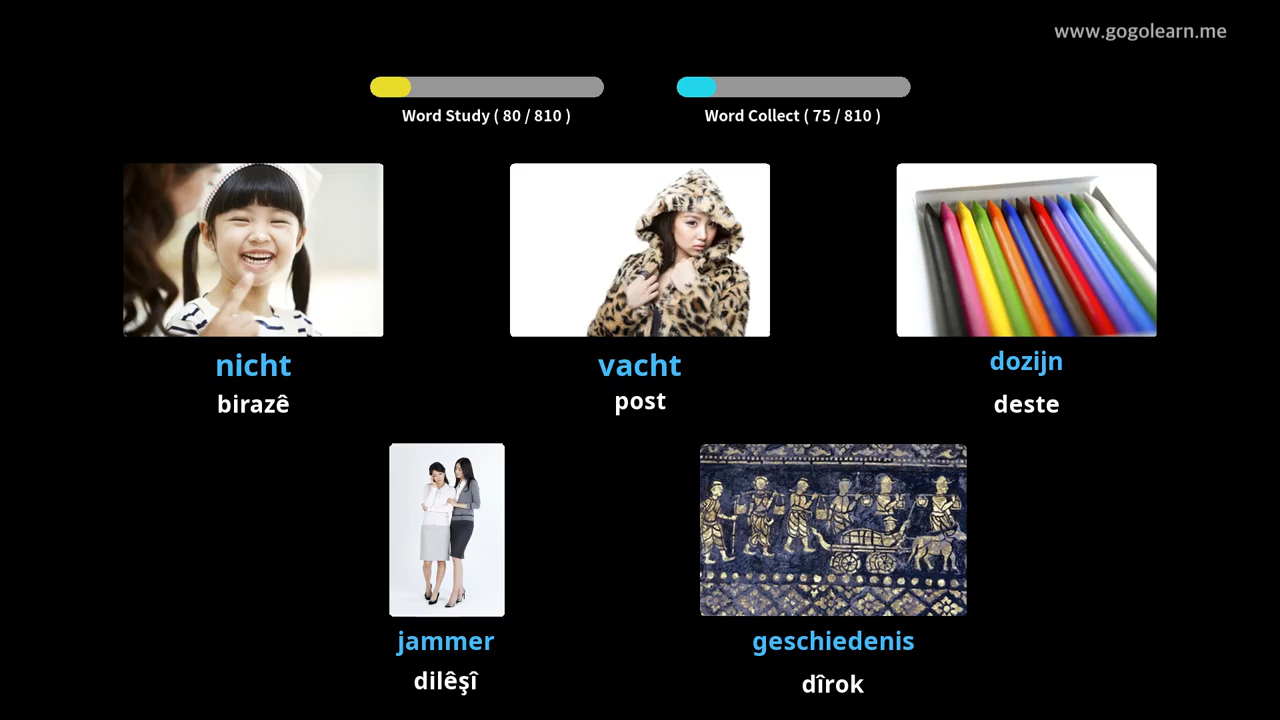 www.gogolearn.me
Word Study ( 80 / 810 )
Word Collect ( 75 / 810 )
nicht
birazê
vacht
post
dozijn
deste
jammer
dilêşî
geschiedenis
dîrok